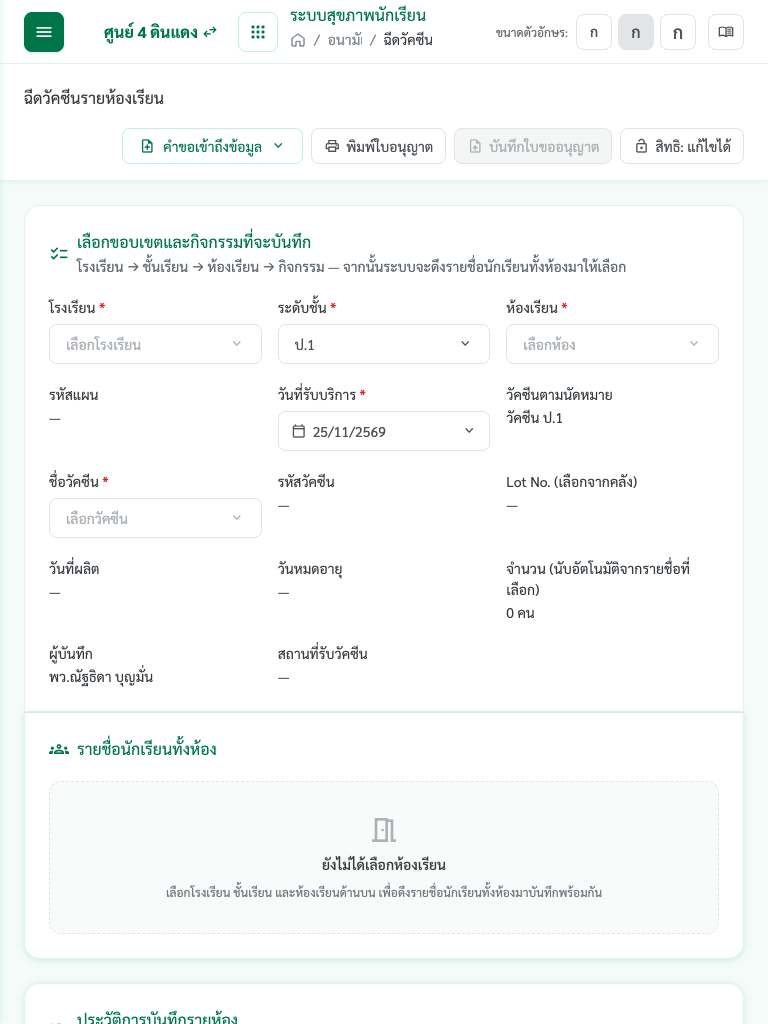 ศูนย์ 4 ดินแดง
ระบบสุขภาพนักเรียน
/ อนามั / ฉีดวัคซีน
ขนาดตัวอักษร: ก ก ก
ฉีดวัคซีนรายห้องเรียน
คำขอเข้าถึงข้อมูล
พิมพ์ใบอนุญาต
บันทึกใบขออนุญาต
สิทธิ: แก้ไขได้
เลือกขอบเขตและกิจกรรมที่จะบันทึก
โรงเรียน → ชั้นเรียน → ห้องเรียน → กิจกรรม — จากนั้นระบบจะดึงรายชื่อนักเรียนทั้งห้องมาให้เลือก
โรงเรียน * ระดับชั้น * ห้องเรียน *
เลือกโรงเรียน ป.1 เลือกห้อง
รหัสแผน วันที่รับบริการ * วัคซีนตามนัดหมาย
— 25/11/2569 วัคซีน ป.1
ชื่อวัคซีน * รหัสวัคซีน Lot No. (เลือกจากคลัง)
เลือกวัคซีน — —
วันที่ผลิต วันหมดอายุ จำนวน (นับอัตโนมัติจากรายชื่อที่
เลือก)
— — 0 คน
ผู้บันทึก สถานที่รับวัคซีน
พว.ณัฐธิดา บุญมั่น —
รายชื่อนักเรียนทั้งห้อง
ยังไม่ได้เลือกห้องเรียน
เลือกโรงเรียน ชั้นเรียน และห้องเรียนด้านบน เพื่อดึงรายชื่อนักเรียนทั้งห้องมาบันทึกพร้อมกัน
ประวัติการบันทึกรายห้อง